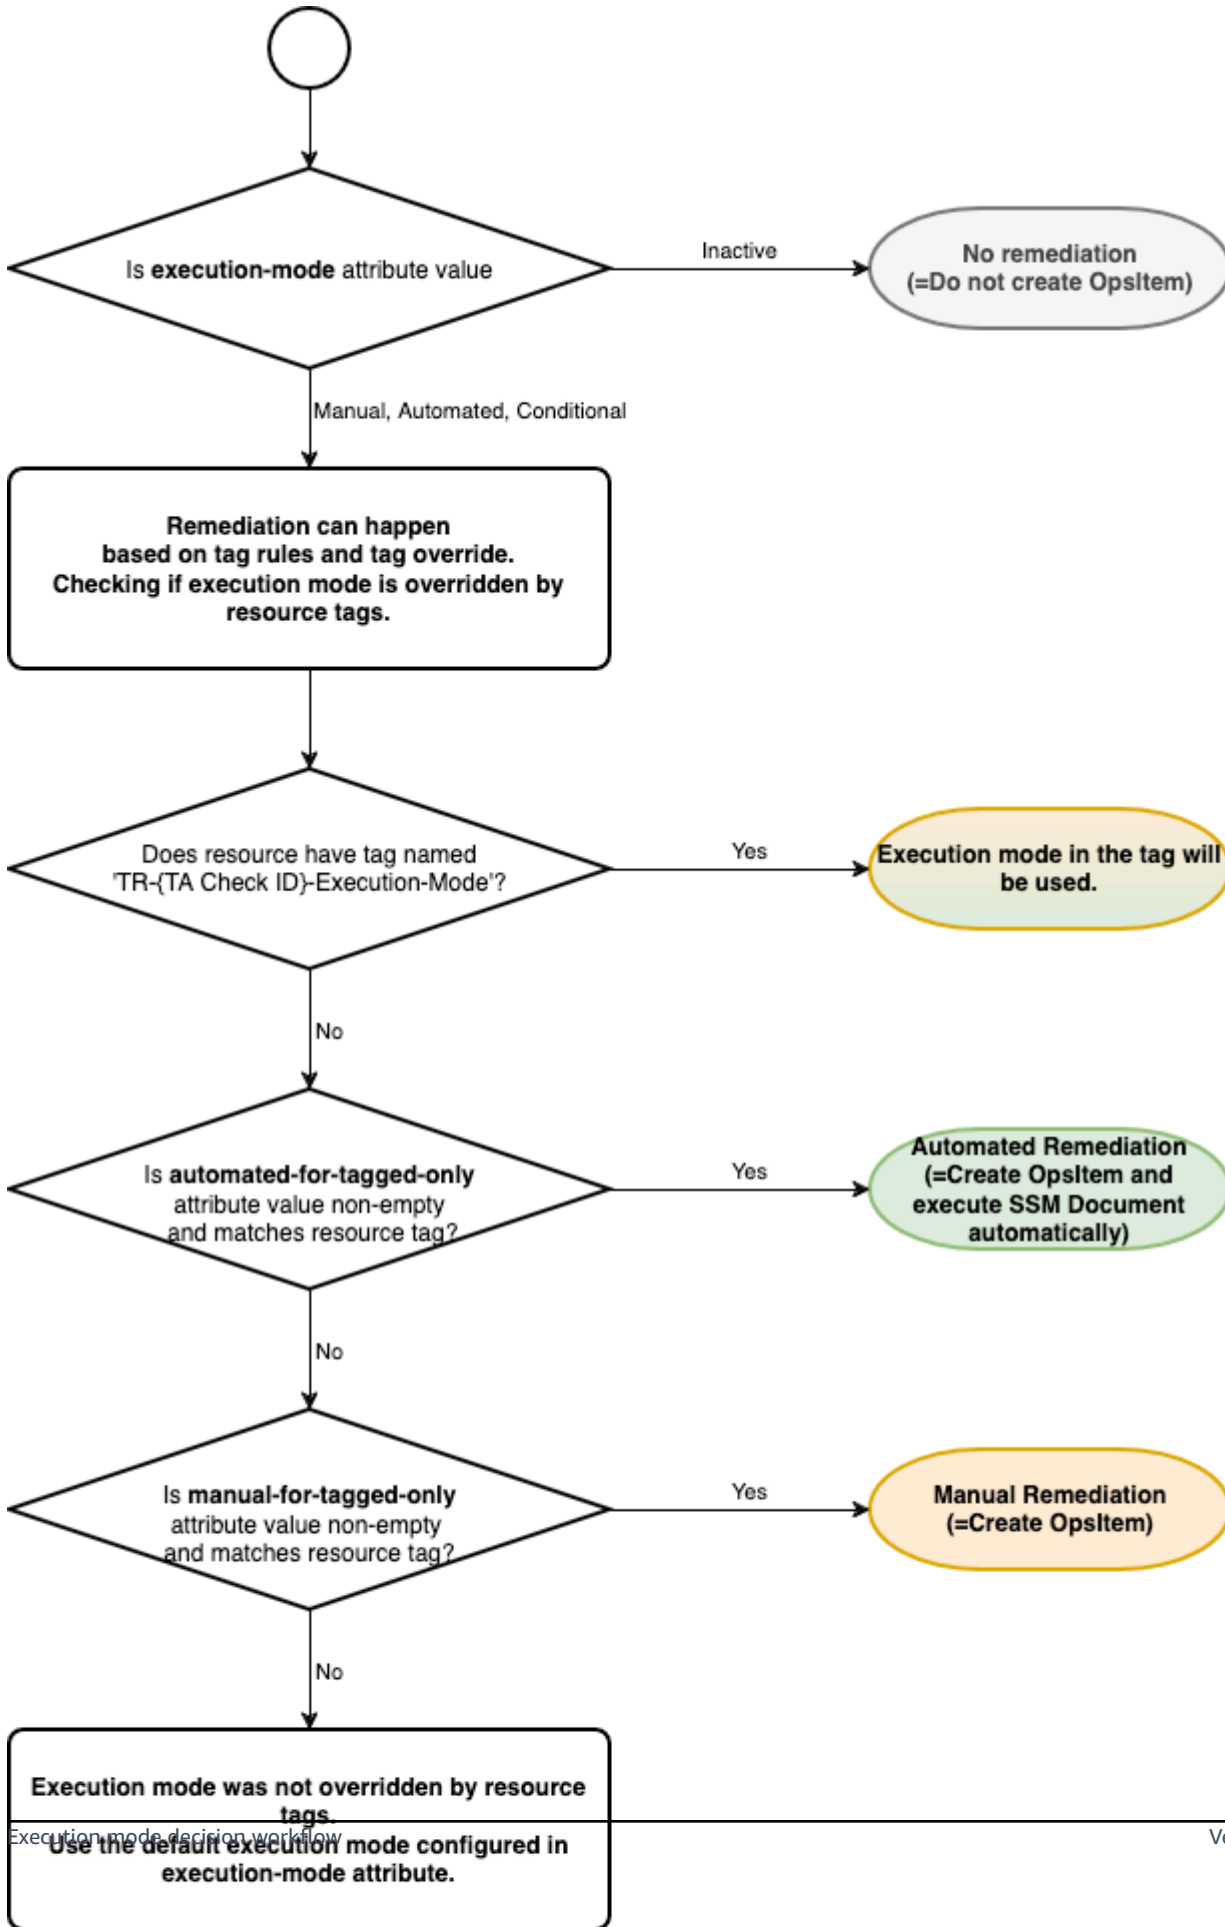 Is execution-mode attribute value
Inactive
No remediation
(=Do not create OpsItem)
Manual, Automated, Conditional
Remediation can happen
based on tag rules and tag override.
Checking if execution mode is overridden by
resource tags.
Does resource have tag named
'TR-{TA Check ID}-Execution-Mode'?
Yes
Execution mode in the tag will
be used.
No
Is automated-for-tagged-only
attribute value non-empty
and matches resource tag?
Yes
Automated Remediation
(=Create OpsItem and
execute SSM Document
automatically)
No
Is manual-for-tagged-only
attribute value non-empty
and matches resource tag?
Yes
Manual Remediation
(=Create OpsItem)
No
Execution mode was not overridden by resource
tags.
Use the default execution mode configured in
execution-mode attribute.
Execution mode decision workflow